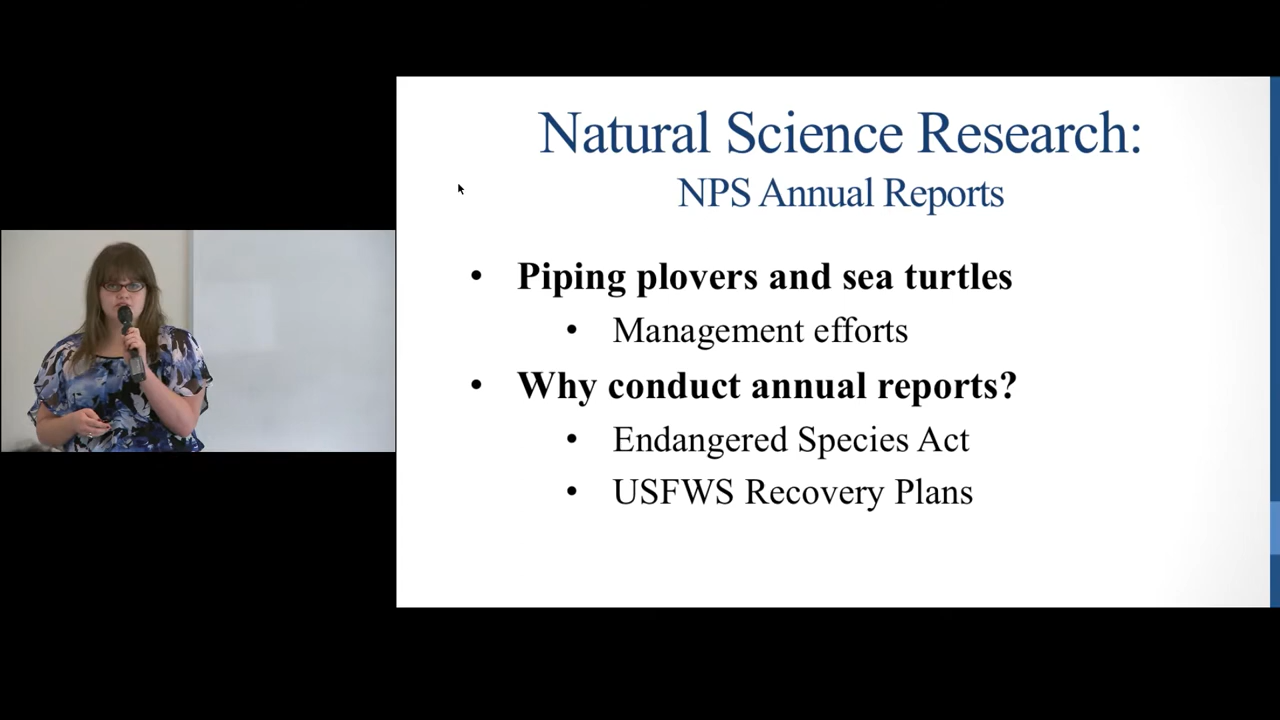 Natural Science Research:
NPS Annual Reports
• Piping plovers and sea turtles
• Management efforts
• Why conduct annual reports?
• Endangered Species Act
• USFWS Recovery Plans